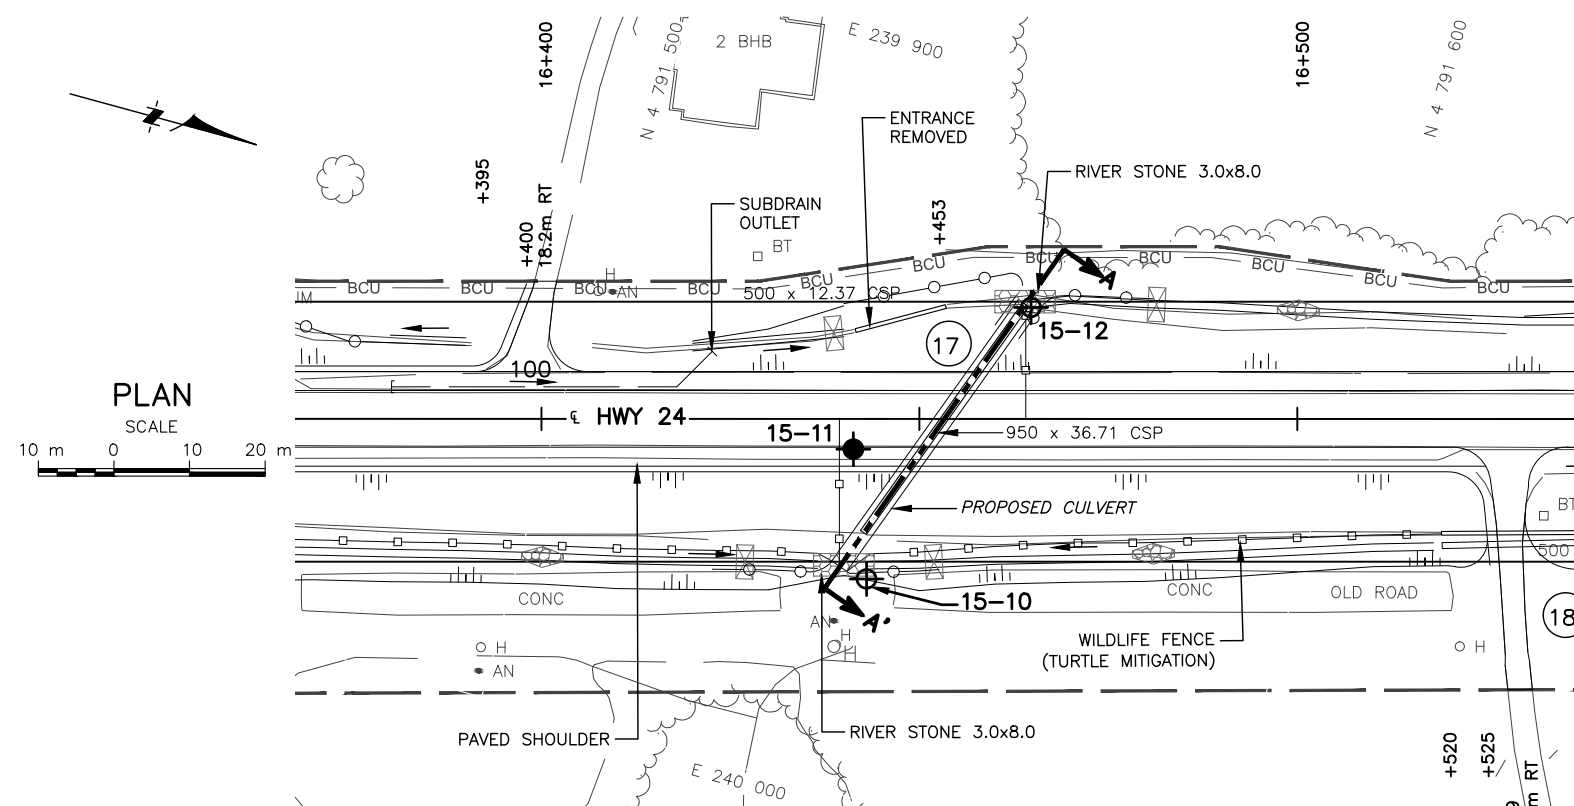 16+400
16+500
2 BHB
E 239 900
N 4 791 500
N 4 791 600
ENTRANCE
REMOVED
RIVER STONE 3.0x8.0
+395
+400
18.2m RT
+453
SUBDRAIN
OUTLET
BT
H
AN
BCU
BCU
BCU
BCU
BCU
BCU
BCU
BCU
BCU
BCU
500 x 12.37 CSP
A
15-12
17
100
PLAN
SCALE
10 m 0 10 20 m
℄ HWY 24
15-11
950 x 36.71 CSP
PROPOSED CULVERT
BT
500
CONC
CONC
OLD ROAD
15-10
A'
AN
H
H
18
H
AN
H
WILDLIFE FENCE
(TURTLE MITIGATION)
PAVED SHOULDER
RIVER STONE 3.0x8.0
E 240 000
+520
+525
m RT